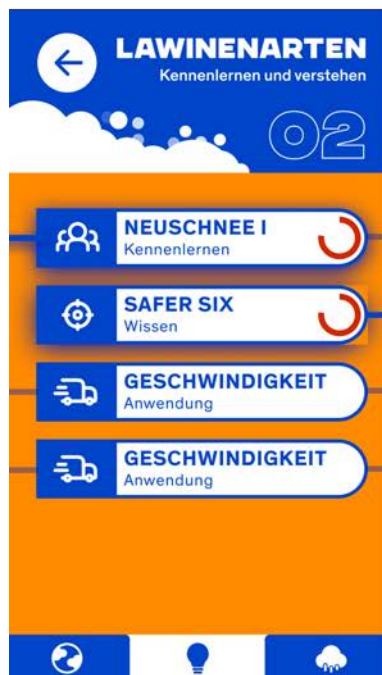 LAWINENARTEN
Kennenlernen und verstehen
02
NEUSCHNEE I
Kennenlernen
SAFER SIX
Wissen
GESCHWINDIGKEIT
Anwendung
GESCHWINDIGKEIT
Anwendung